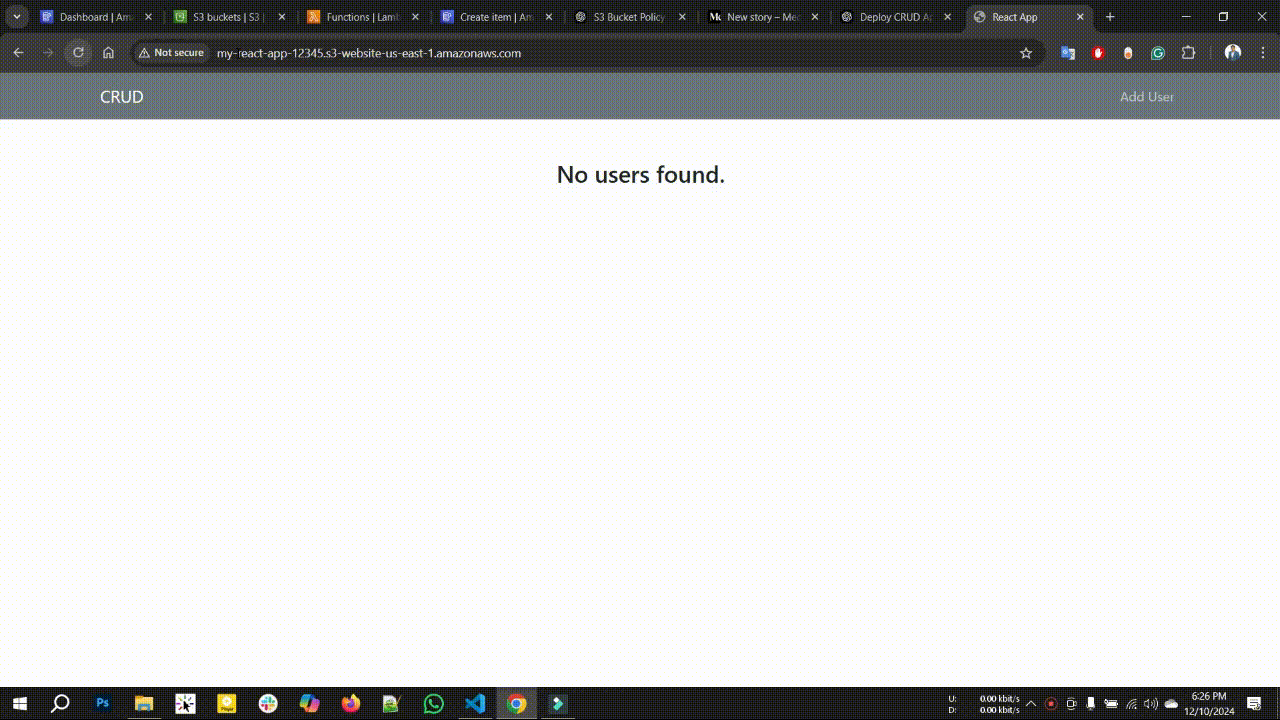 Dashboard | Am
S3 buckets | S3 |
Functions | Lam
Create item | Am
S3 Bucket Policy
New story – Med
Deploy CRUD Ap
React App
Not secure
my-react-app-12345.s3-website-us-east-1.amazonaws.com
CRUD
Add User
No users found.
U: 0.00 kbit/s
D: 0.00 kbit/s
6:26 PM
12/10/2024